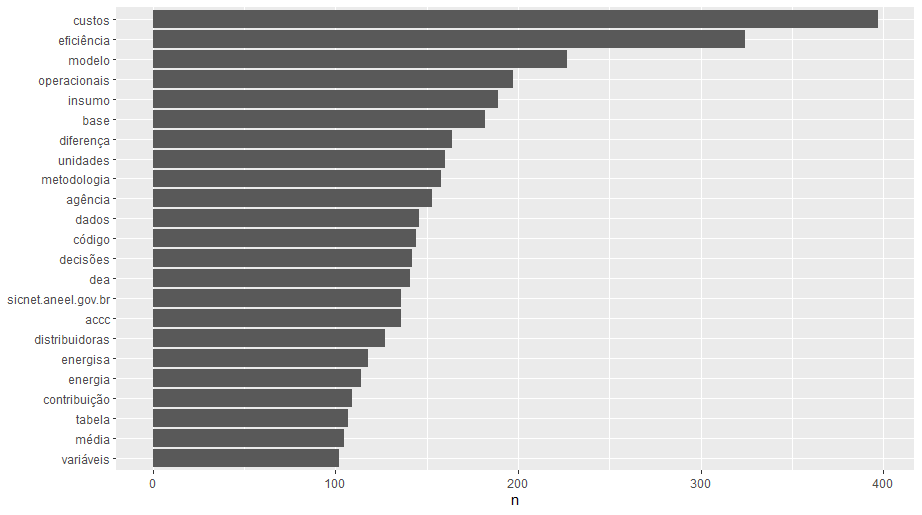 custos
eficiência
modelo
operacionais
insumo
base
diferença
unidades
metodologia
agência
dados
código
decisões
dea
sicnet.aneel.gov.br
accc
distribuidoras
energisa
energia
contribuição
tabela
média
variáveis
0 100 200 300 400
n